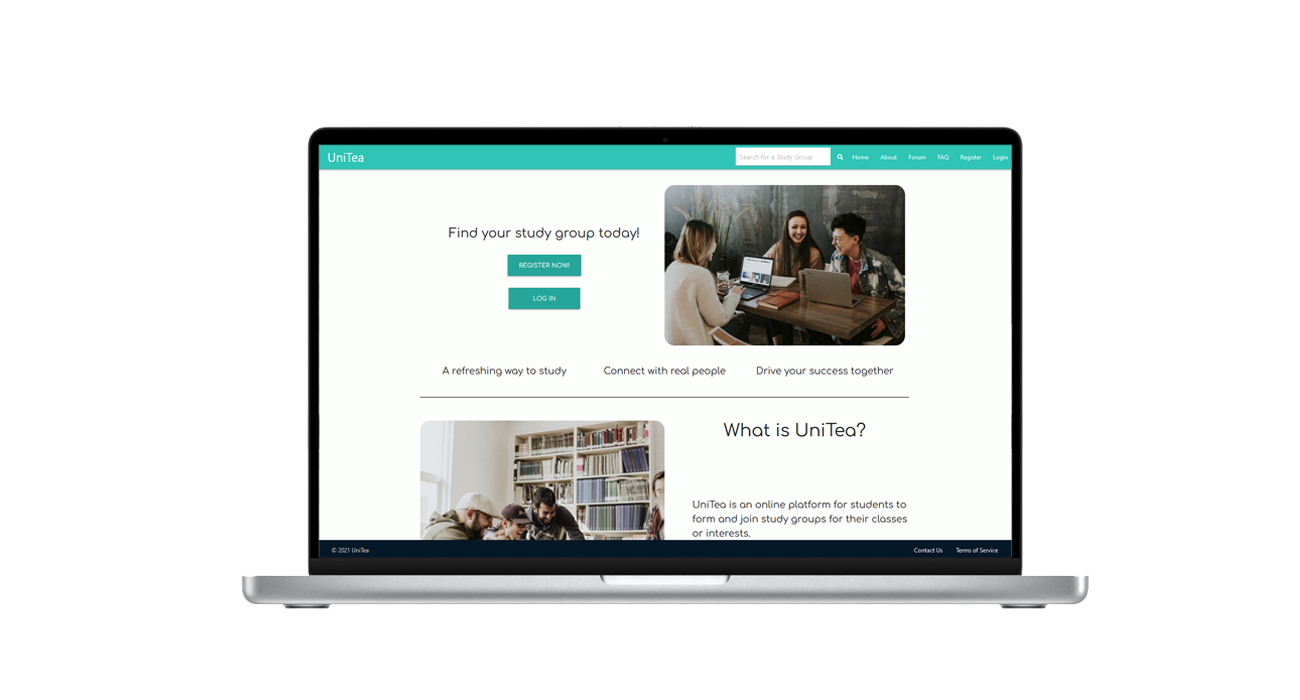 UniTea
Search for a Study Group
Home
About
Forum
FAQ
Register
Login
Find your study group today!
REGISTER NOW!
LOG IN
A refreshing way to study
Connect with real people
Drive your success together
What is UniTea?
UniTea is an online platform for students to
form and join study groups for their classes
or interests.
© 2021 UniTea
Contact Us
Terms of Service